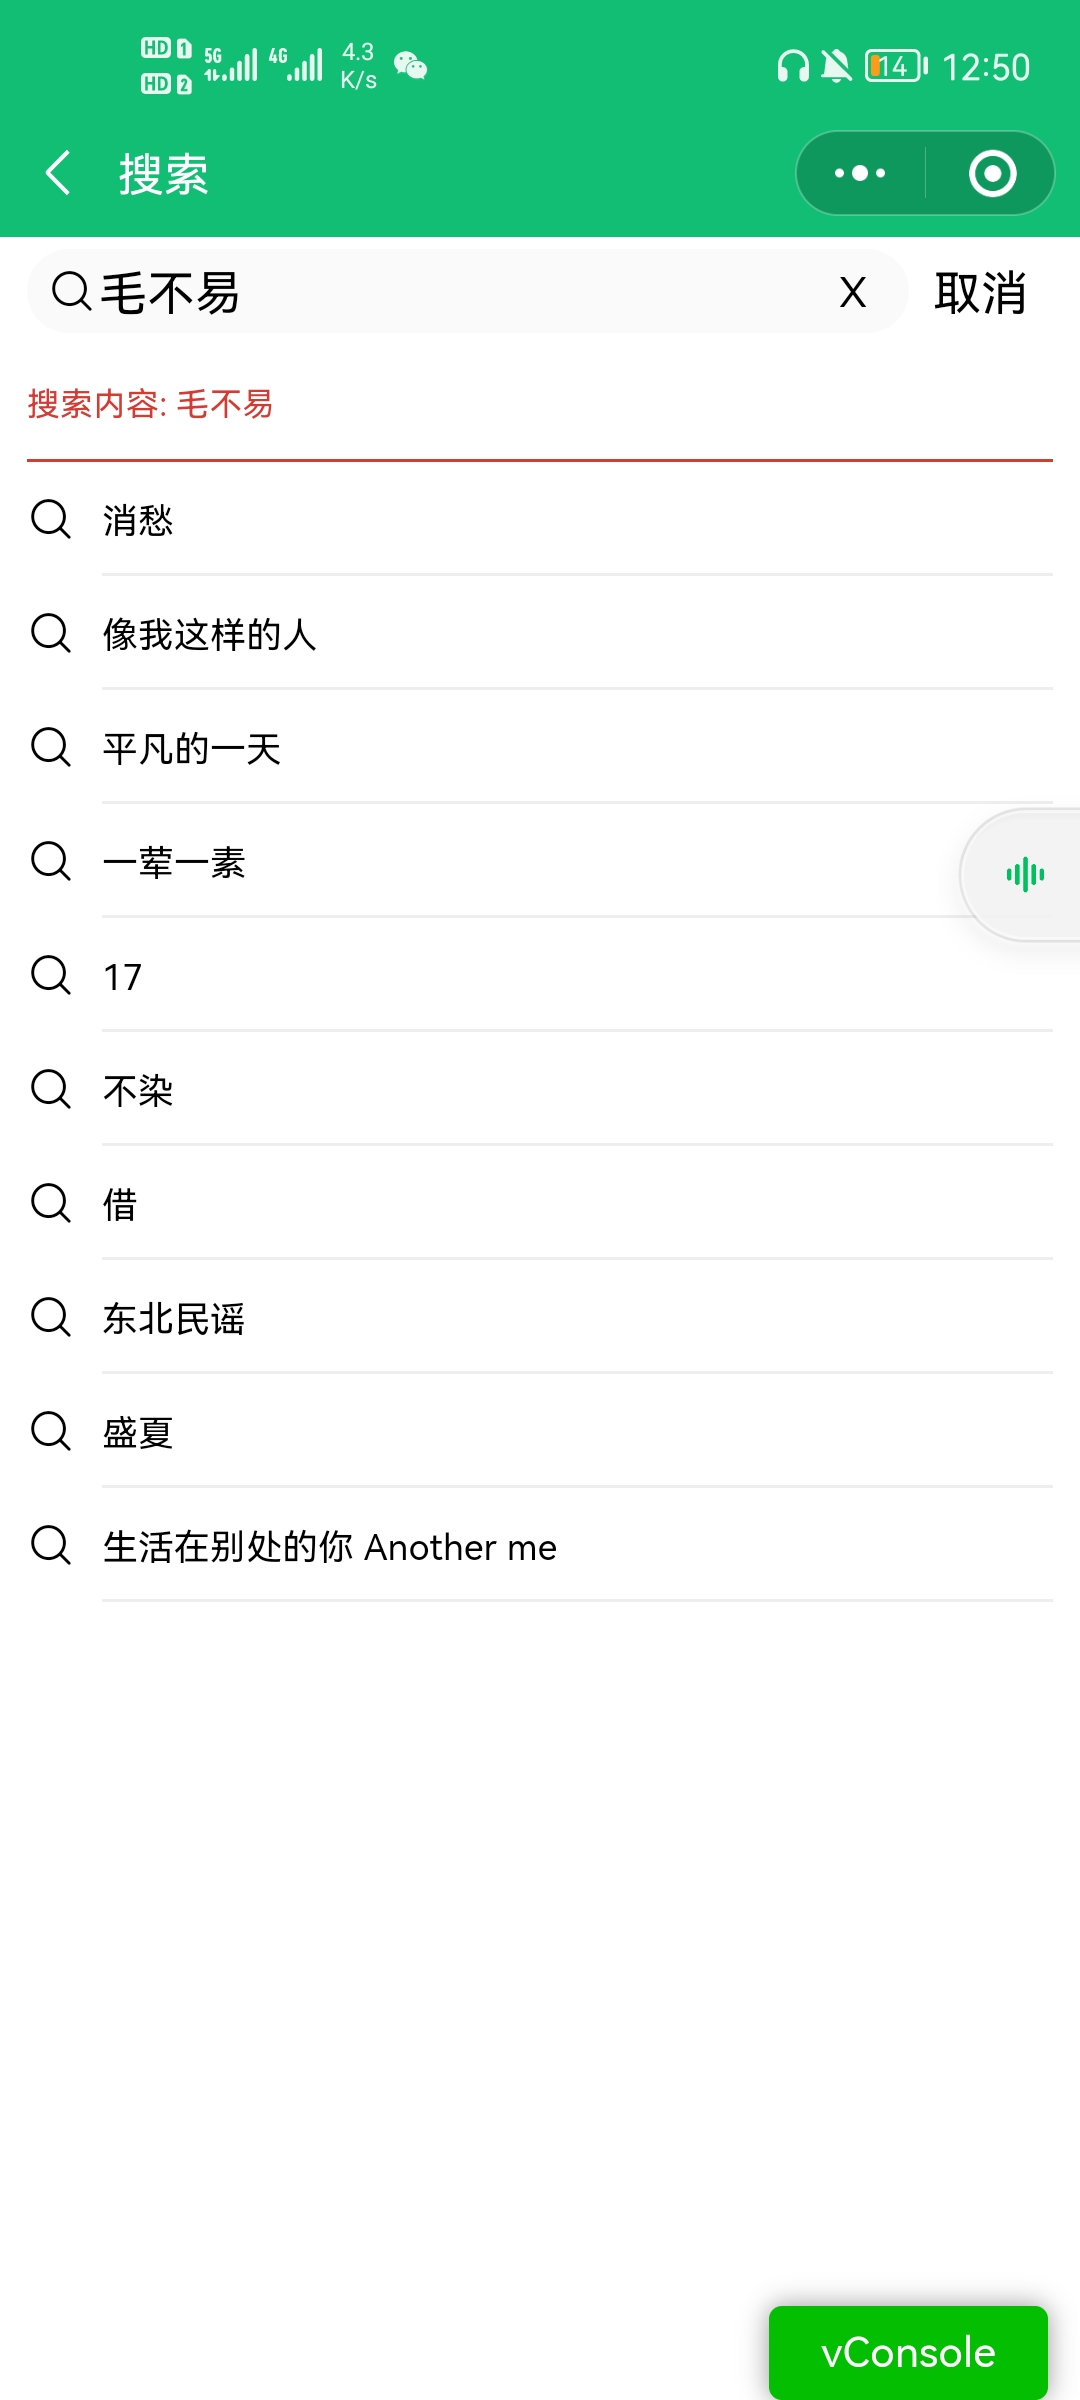 HD 1 5G 4G 4.3 14 12:50
HD 2 K/s
搜索
毛不易 X 取消
搜索内容: 毛不易
消愁
像我这样的人
平凡的一天
一荤一素
17
不染
借
东北民谣
盛夏
生活在别处的你 Another me
vConsole